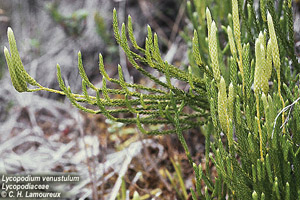 Lycopodium venustulum
Lycopodiaceae
© C. H. Lamoureux